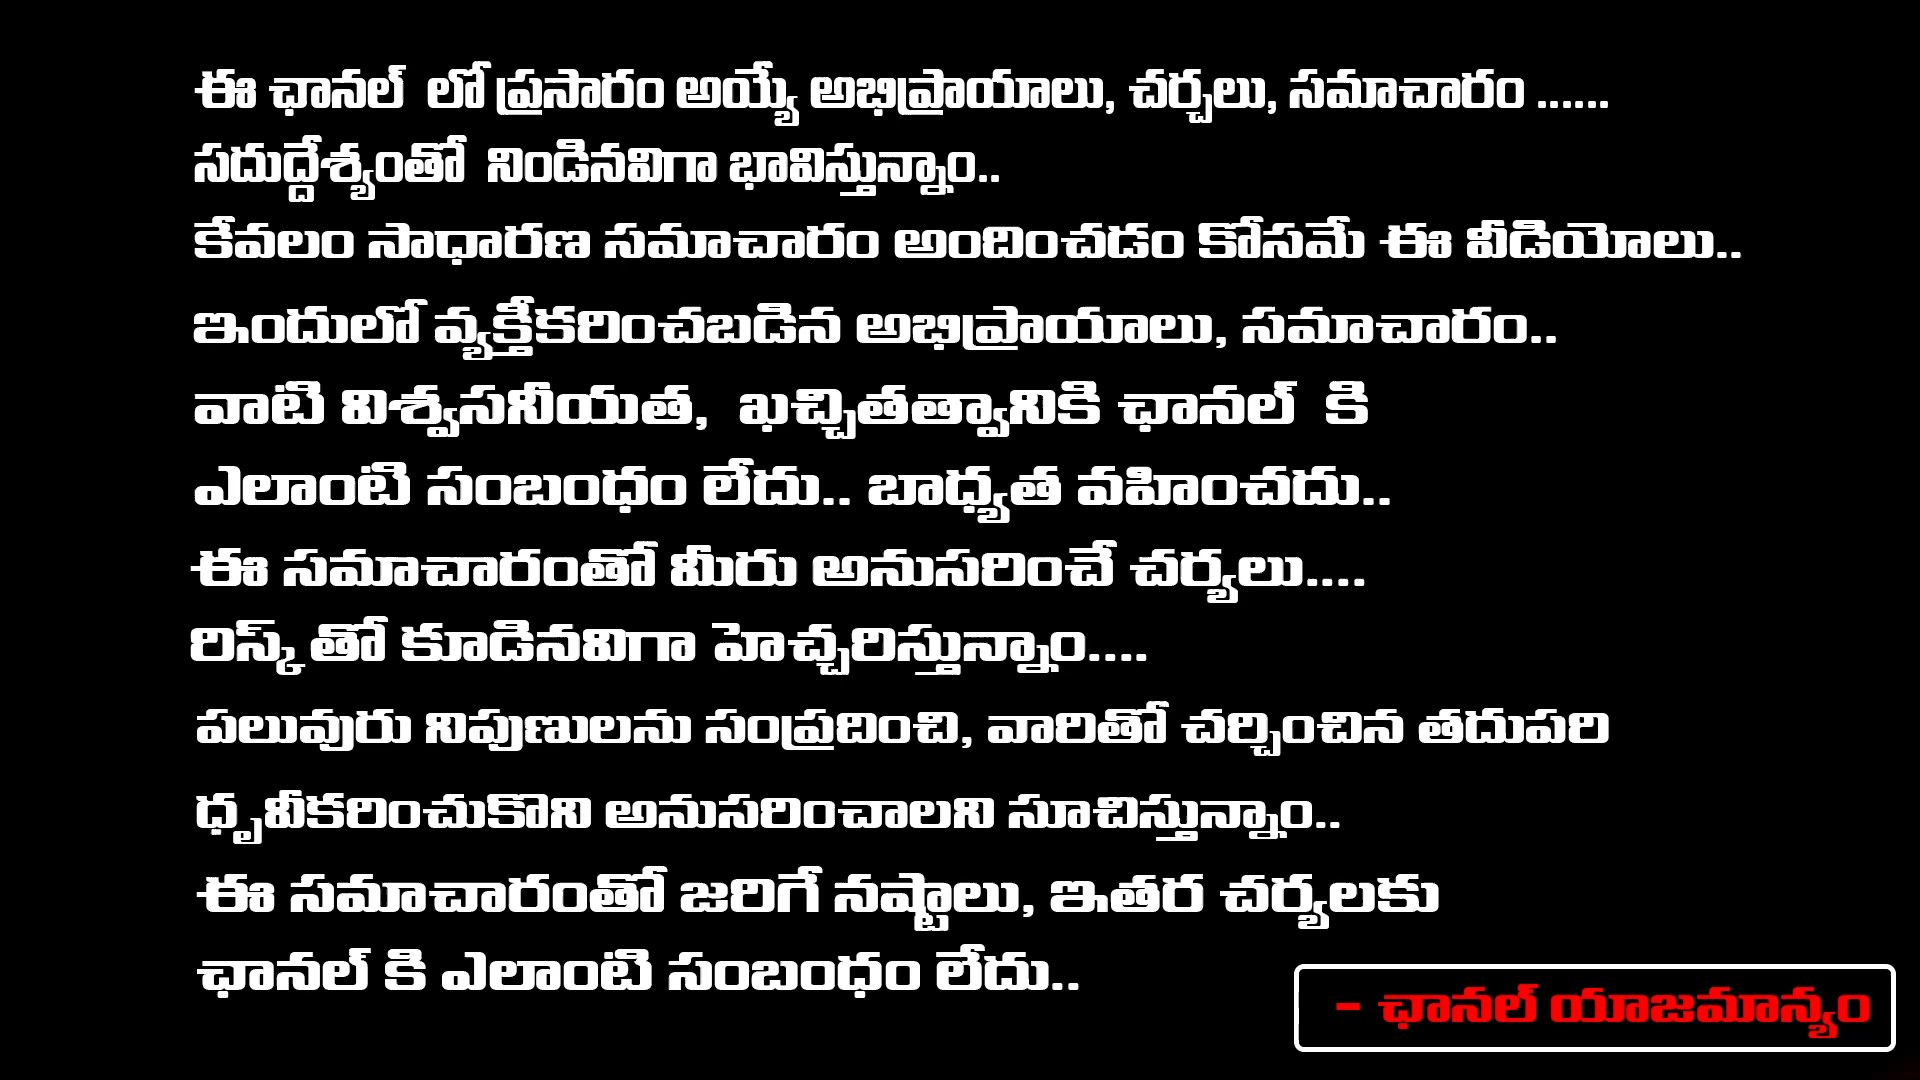 ఈ ఛానల్ లో ప్రసారం అయ్యే అభిప్రాయాలు, చర్చలు, సమాచారం ......
సదుద్దేశ్యంతో నిండినవిగా భావిస్తున్నాం..
కేవలం సాధారణ సమాచారం అందించడం కోసమే ఈ వీడియోలు..
ఇందులో వ్యక్తీకరించబడిన అభిప్రాయాలు, సమాచారం..
వాటి విశ్వసనీయత, ఖచ్చితత్వానికి ఛానల్ కి
ఎలాంటి సంబంధం లేదు.. బాధ్యత వహించదు..
ఈ సమాచారంతో మీరు అనుసరించే చర్యలు....
రిస్క్ తో కూడినవిగా హెచ్చరిస్తున్నాం....
పలువురు నిపుణులను సంప్రదించి, వారితో చర్చించిన తదుపరి
ధృవీకరించుకొని అనుసరించాలని సూచిస్తున్నాం..
ఈ సమాచారంతో జరిగే నష్టాలు, ఇతర చర్యలకు
ఛానల్ కి ఎలాంటి సంబంధం లేదు..
- ఛానల్ యాజమాన్యం